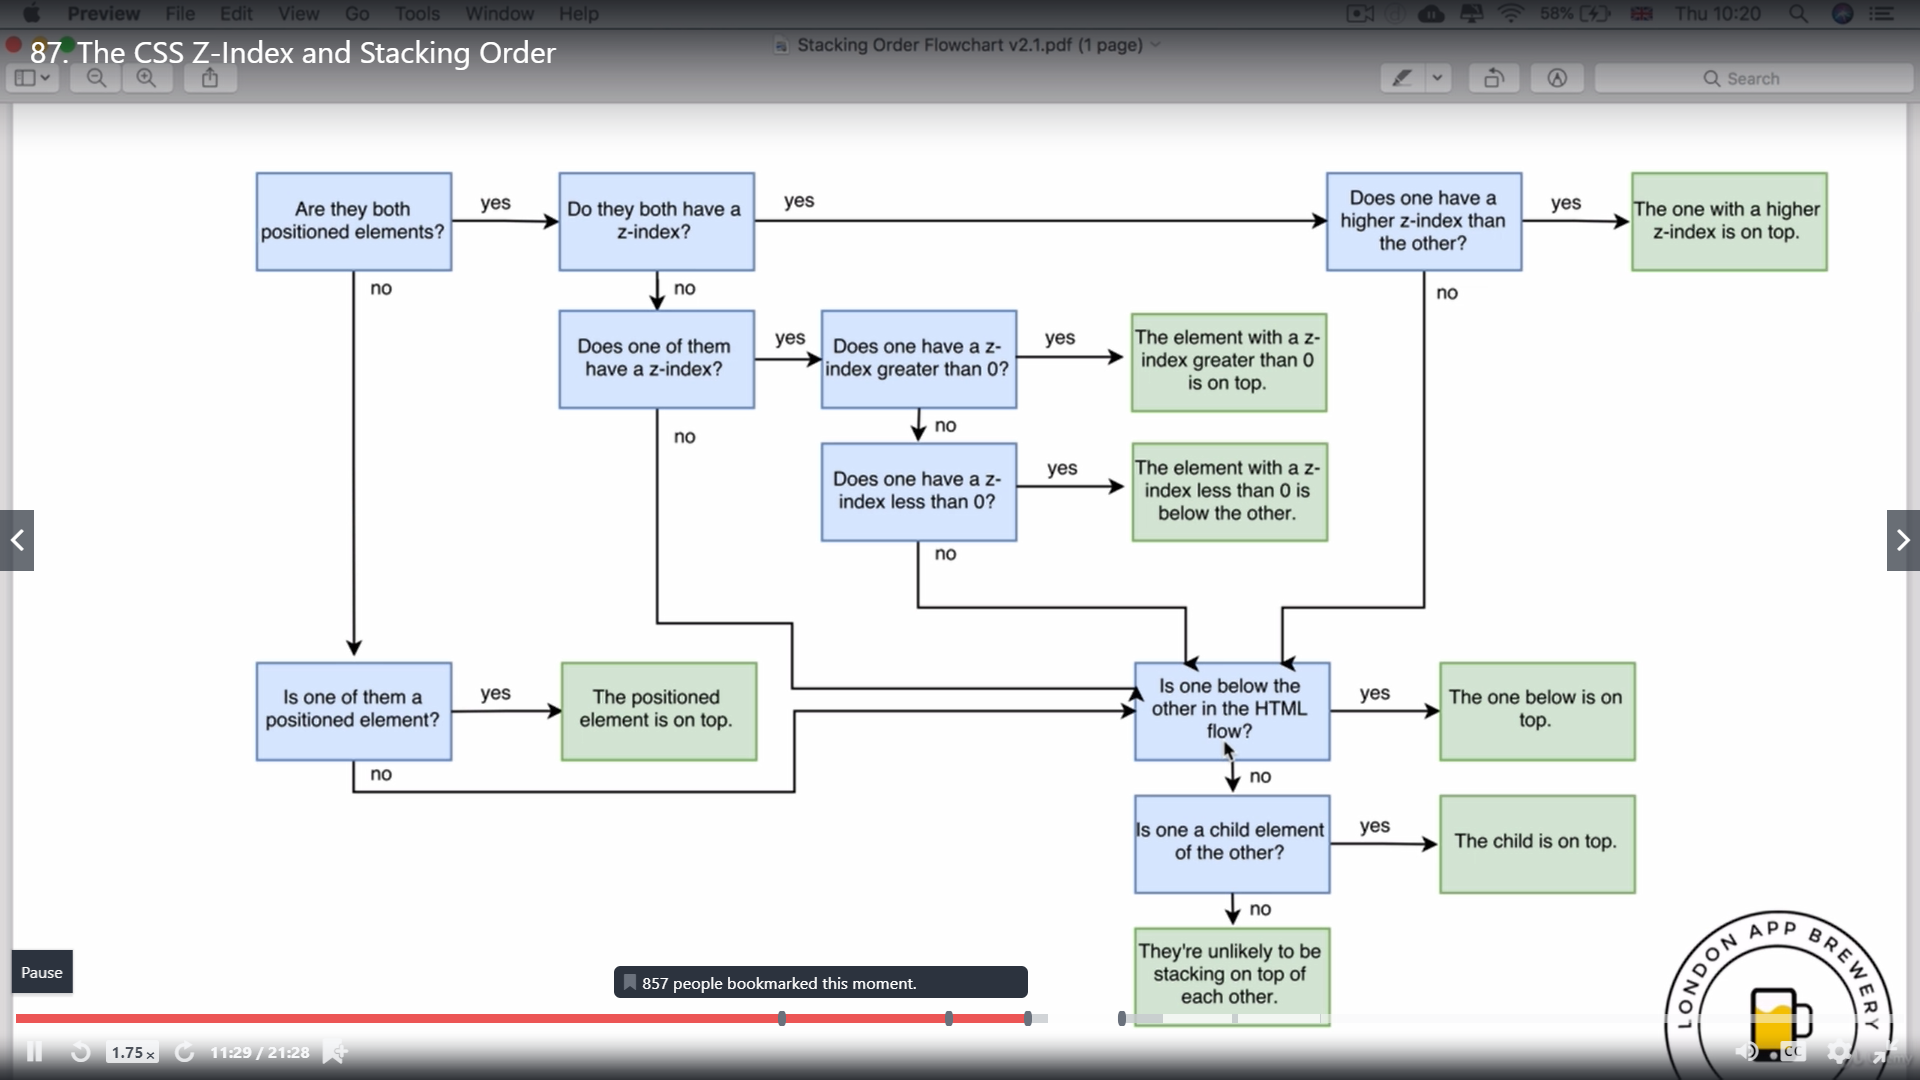 Preview File Edit View Go Tools Window Help 58% Thu 10:20
87. The CSS Z-Index and Stacking Order
Stacking Order Flowchart v2.1.pdf (1 page)
Search
Are they both
positioned elements?
yes
Do they both have a
z-index?
yes
Does one have a
higher z-index than
the other?
yes
The one with a higher
z-index is on top.
no
no
no
Does one of them
have a z-index?
yes
Does one have a z-
index greater than 0?
yes
The element with a z-
index greater than 0
is on top.
no
no
Does one have a z-
index less than 0?
yes
The element with a z-
index less than 0 is
below the other.
no
Is one of them a
positioned element?
yes
The positioned
element is on top.
Is one below the
other in the HTML
flow?
yes
The one below is on
top.
no
no
Is one a child element
of the other?
yes
The child is on top.
no
They're unlikely to be
stacking on top of
each other.
LONDON APP BREWERY
Pause
857 people bookmarked this moment.
1.75x
11:29 / 21:28
CC